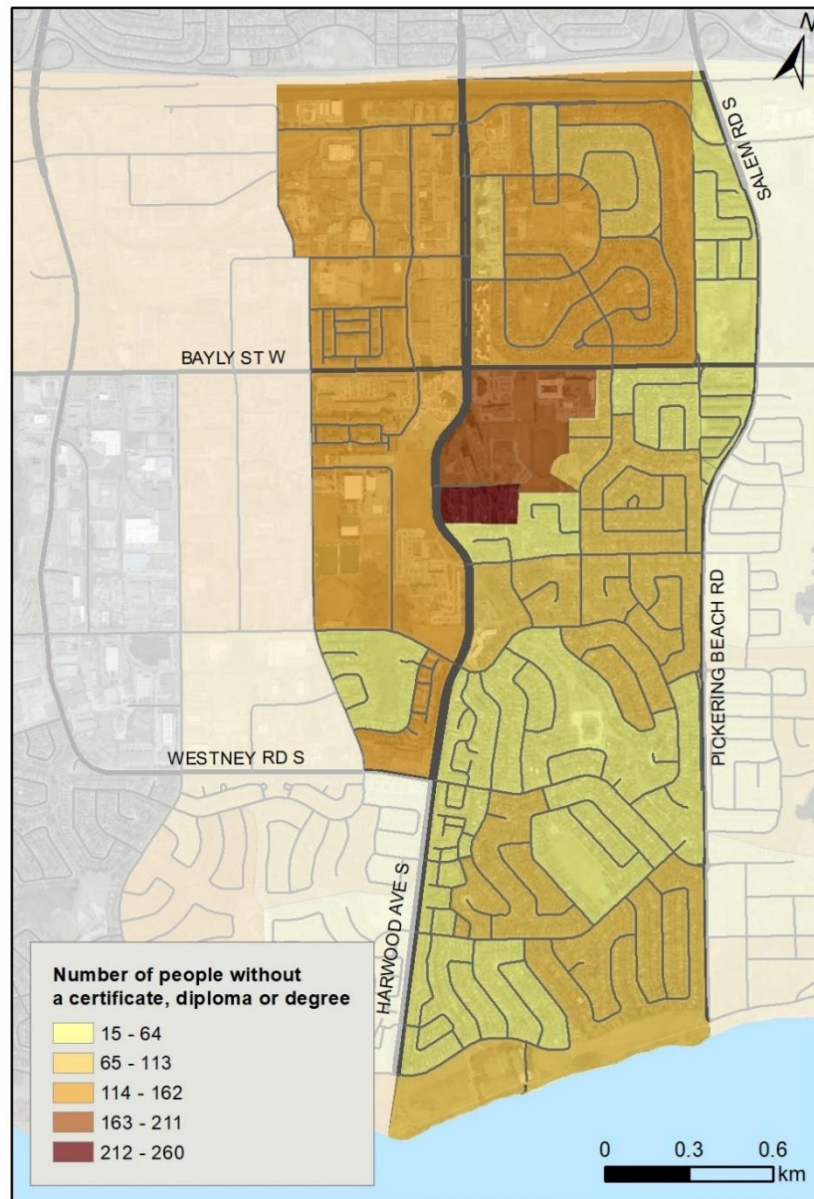 N
SALEM RD S
BAYLY ST W
PICKERING BEACH RD
WESTNEY RD S
HARWOOD AVE S
Number of people without
a certificate, diploma or degree
15 - 64
65 - 113
114 - 162
163 - 211
212 - 260
0 0.3 0.6
km